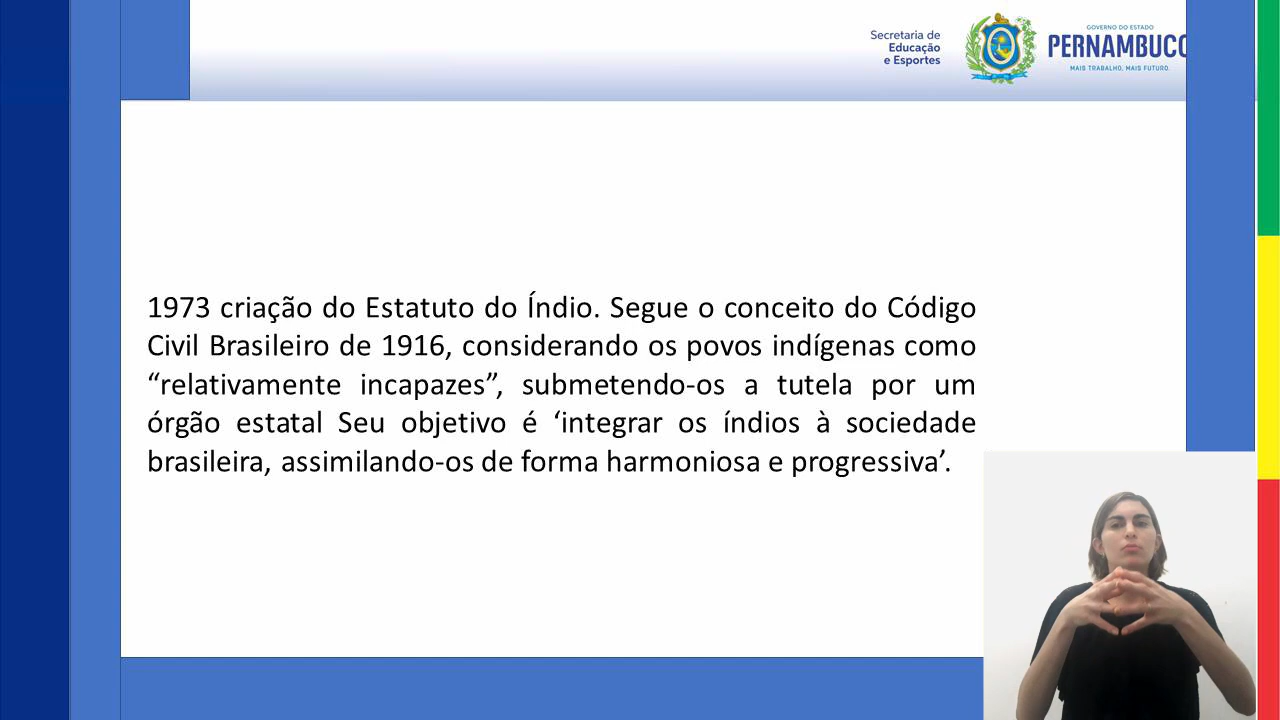 Secretaria de
Educação
e Esportes
GOVERNO DO ESTADO
PERNAMBUCO
MAIS TRABALHO, MAIS FUTURO.
1973 criação do Estatuto do Índio. Segue o conceito do Código
Civil Brasileiro de 1916, considerando os povos indígenas como
“relativamente incapazes”, submetendo-os a tutela por um
órgão estatal Seu objetivo é ‘integrar os índios à sociedade
brasileira, assimilando-os de forma harmoniosa e progressiva’.